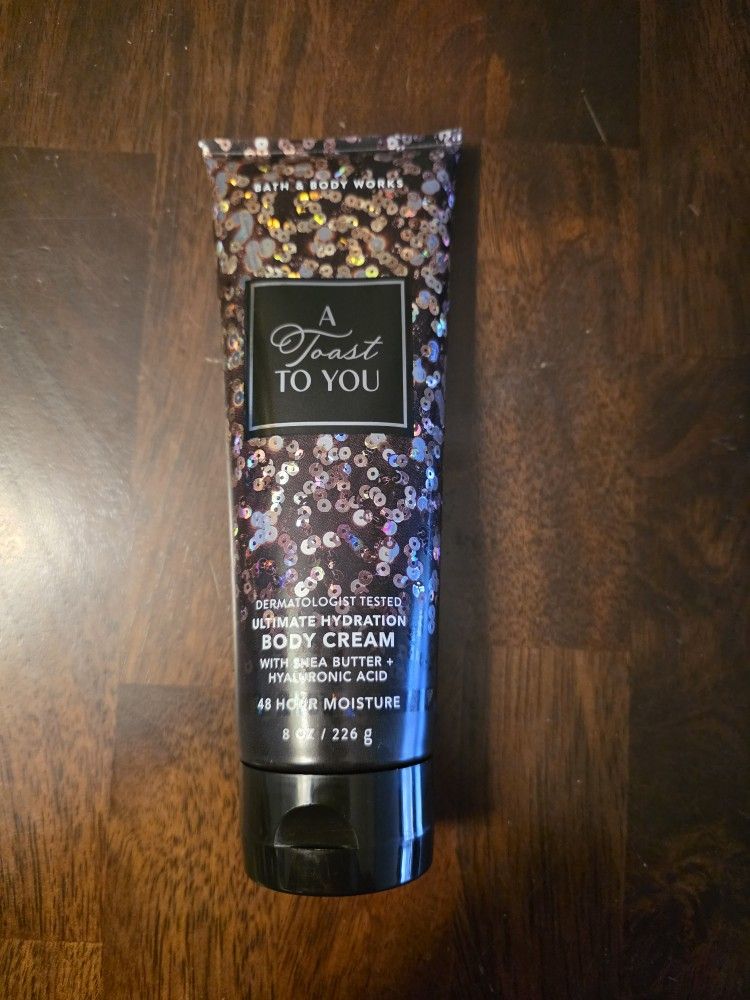 BATH & BODY WORKS
A
Toast
TO YOU
DERMATOLOGIST TESTED
ULTIMATE HYDRATION
BODY CREAM
WITH SHEA BUTTER +
HYALURONIC ACID
48 HOUR MOISTURE
8 OZ / 226 g